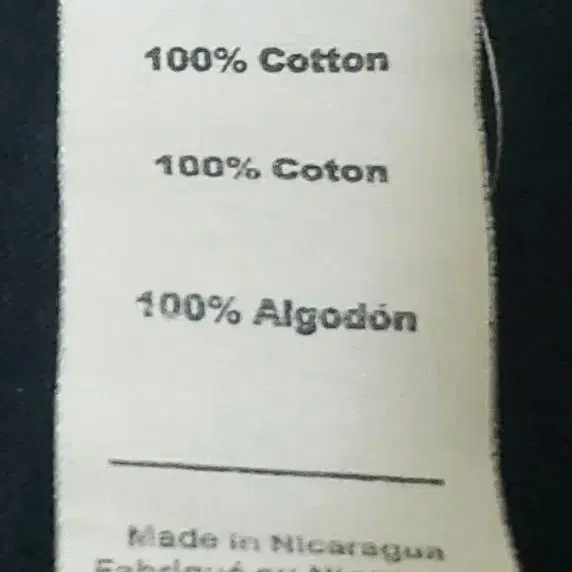 100% Cotton
100% Coton
100% Algodón
Made in Nicaragua